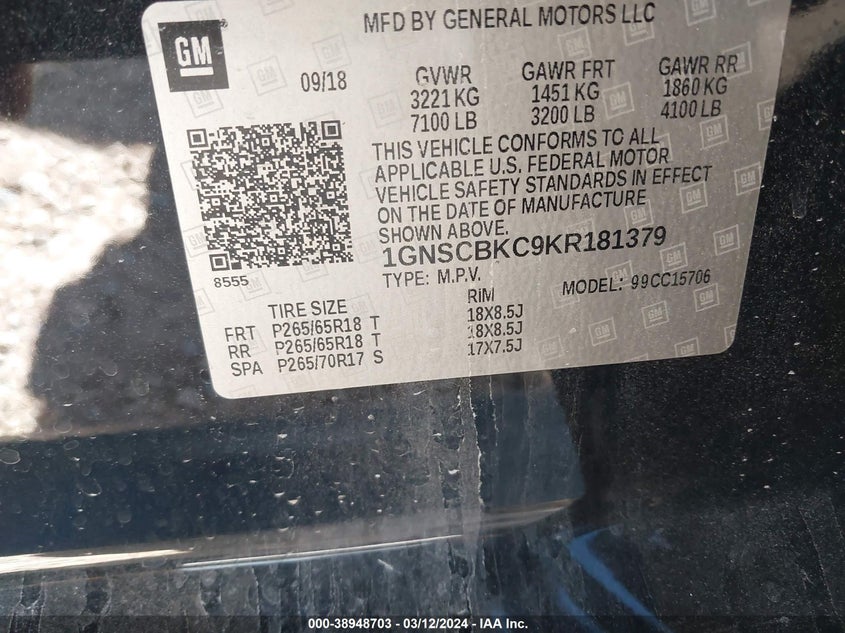 MFD BY GENERAL MOTORS LLC
GM
09/18
GVWR GAWR FRT GAWR RR
3221 KG 1451 KG 1860 KG
7100 LB 3200 LB 4100 LB
THIS VEHICLE CONFORMS TO ALL
APPLICABLE U.S. FEDERAL MOTOR
VEHICLE SAFETY STANDARDS IN EFFECT
ON THE DATE OF MANUFACTURE
SHOWN ABOVE.
1GNSCBKC9KR181379
8555
TYPE: M.P.V. MODEL: 99CC15706
TIRE SIZE RIM
FRT P265/65R18 T 18X8.5J
RR P265/65R18 T 18X8.5J
SPA P265/70R17 S 17X7.5J
000-38948703 - 03/12/2024 - IAA Inc.